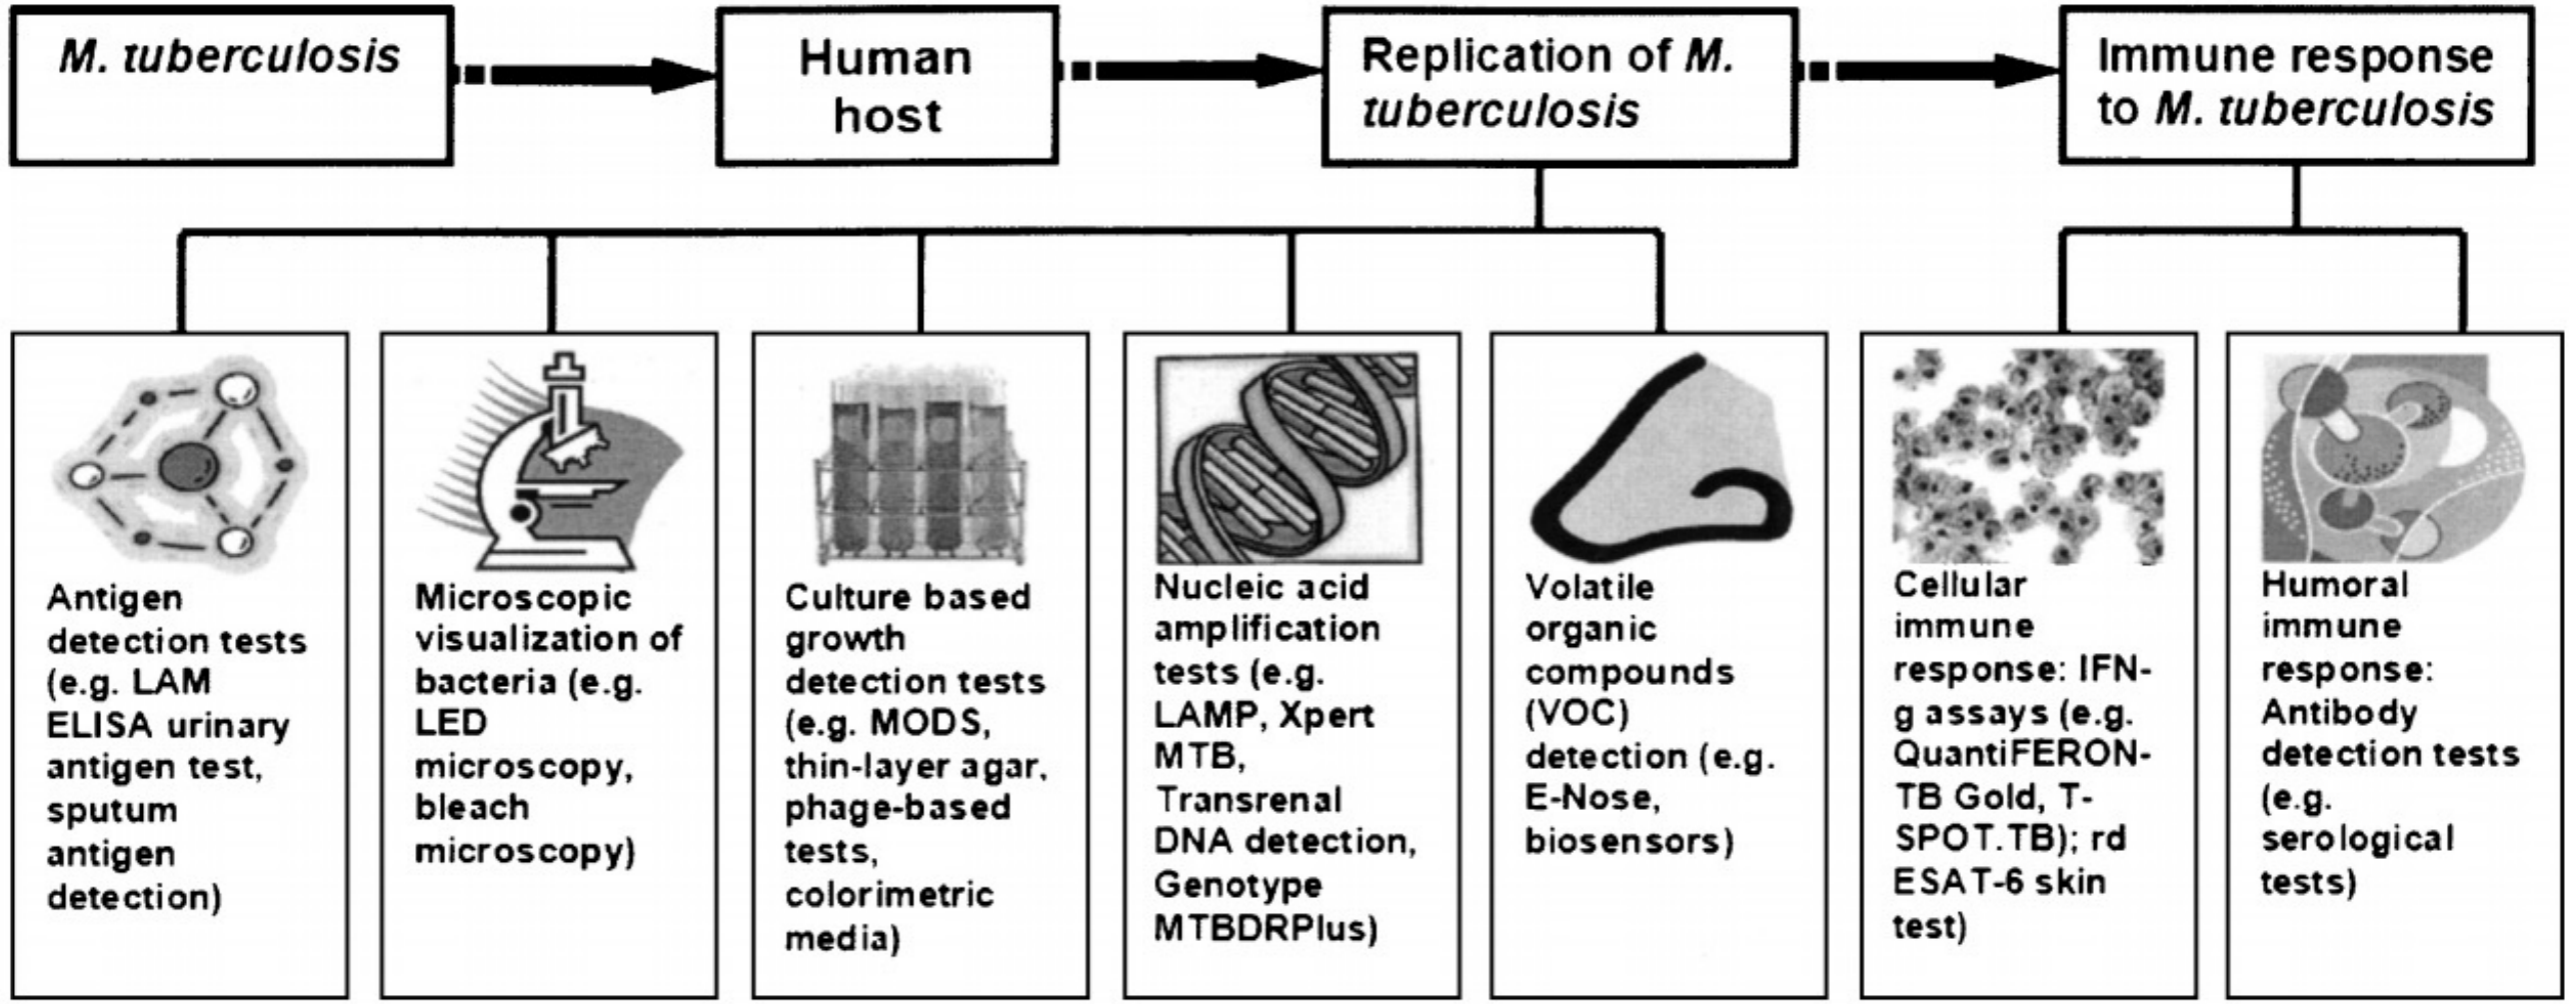 M. tuberculosis
Human
host
Replication of M.
tuberculosis
Immune response
to M. tuberculosis
Antigen
detection tests
(e.g. LAM
ELISA urinary
antigen test,
sputum
antigen
detection)
Microscopic
visualization of
bacteria (e.g.
LED
microscopy,
bleach
microscopy)
Culture based
growth
detection tests
(e.g. MODS,
thin-layer agar,
phage-based
tests,
colorimetric
media)
Nucleic acid
amplification
tests (e.g.
LAMP, Xpert
MTB,
Transrenal
DNA detection,
Genotype
MTBDRPlus)
Volatile
organic
compounds
(VOC)
detection (e.g.
E-Nose,
biosensors)
Cellular
immune
response: IFN-
g assays (e.g.
QuantiFERON-
TB Gold, T-
SPOT.TB); rd
ESAT-6 skin
test)
Humoral
immune
response:
Antibody
detection tests
(e.g.
serological
tests)